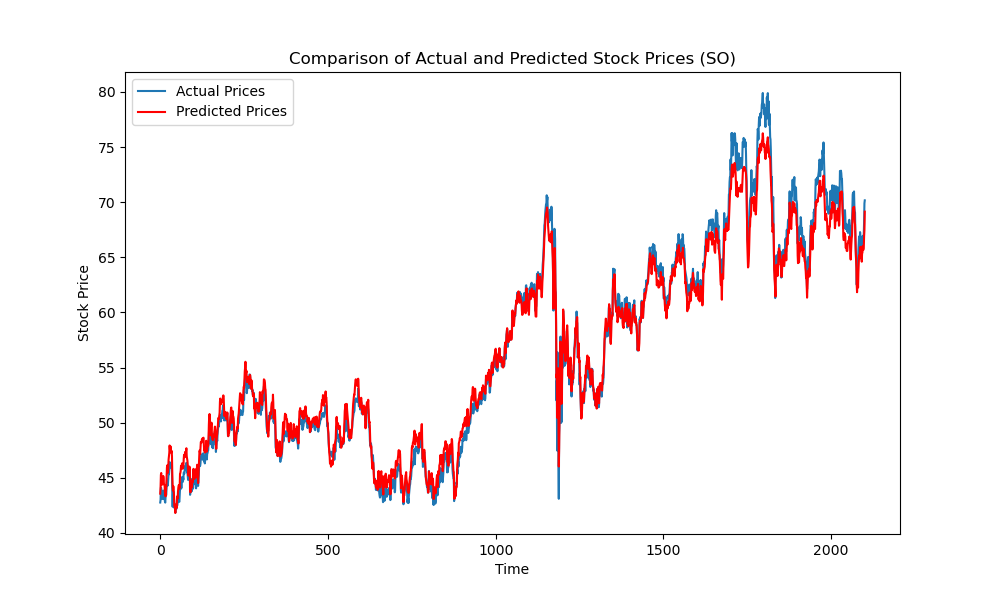 Comparison of Actual and Predicted Stock Prices (SO)
Actual Prices
Predicted Prices
80
75
70
65
60
55
50
45
40
Stock Price
0 500 1000 1500 2000
Time